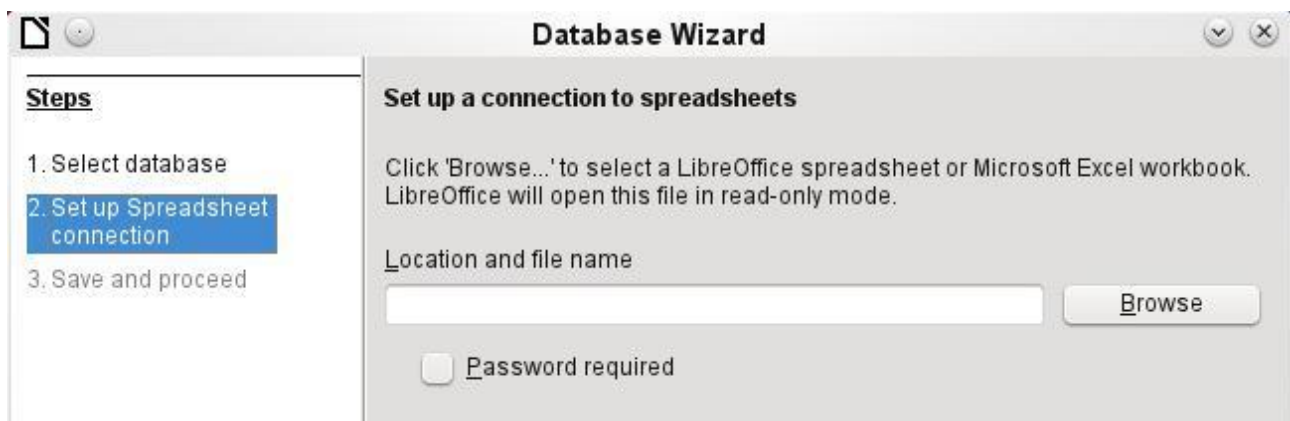 Database Wizard
Steps
1. Select database
2. Set up Spreadsheet
connection
3. Save and proceed
Set up a connection to spreadsheets
Click 'Browse...' to select a LibreOffice spreadsheet or Microsoft Excel workbook.
LibreOffice will open this file in read-only mode.
Location and file name
Browse
Password required